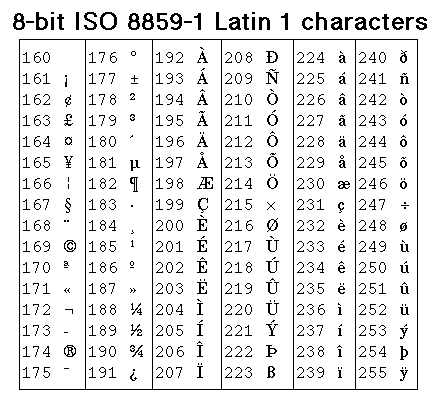 8-bit ISO 8859-1 Latin 1 characters
160 176 ° 192 À 208 Ð 224 à 240 ð
161 ¡ 177 ± 193 Á 209 Ñ 225 á 241 ñ
162 ¢ 178 ² 194 Â 210 Ò 226 â 242 ò
163 £ 179 ³ 195 Ã 211 Ó 227 ã 243 ó
164 ¤ 180 ´ 196 Ä 212 Ô 228 ä 244 ô
165 ¥ 181 µ 197 Å 213 Õ 229 å 245 õ
166 ¦ 182 ¶ 198 Æ 214 Ö 230 æ 246 ö
167 § 183 · 199 Ç 215 × 231 ç 247 ÷
168 ¨ 184 ¸ 200 È 216 Ø 232 è 248 ø
169 © 185 ¹ 201 É 217 Ù 233 é 249 ù
170 ª 186 º 202 Ê 218 Ú 234 ê 250 ú
171 « 187 » 203 Ë 219 Û 235 ë 251 û
172 ¬ 188 ¼ 204 Ì 220 Ü 236 ì 252 ü
173 - 189 ½ 205 Í 221 Ý 237 í 253 ý
174 ® 190 ¾ 206 Î 222 Þ 238 î 254 þ
175 ¯ 191 ¿ 207 Ï 223 ß 239 ï 255 ÿ